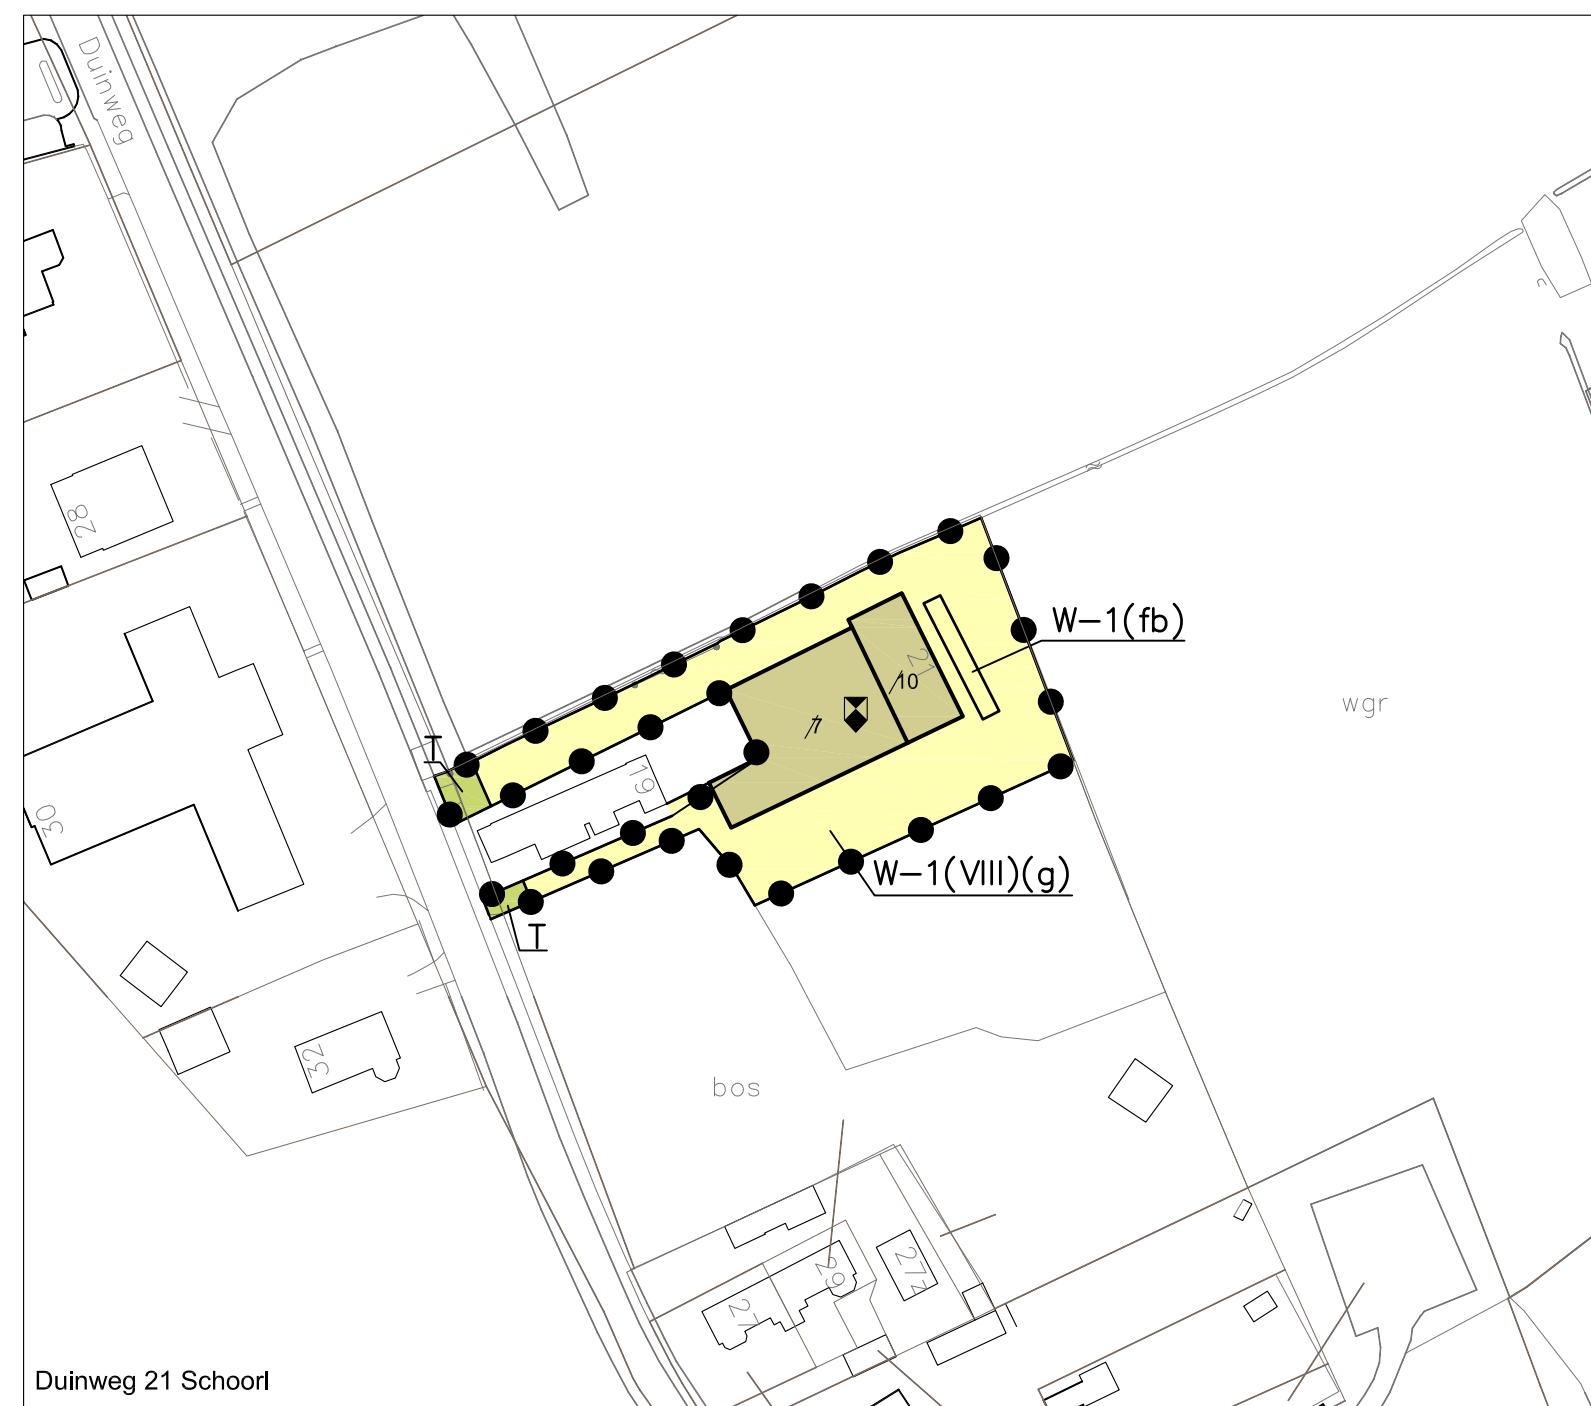 Duinweg
28
W-1(fb)
21
10
7
wgr
T
19
30
W-1(VIII)(g)
T
32
bos
29
27z
27
Duinweg 21 Schoorl